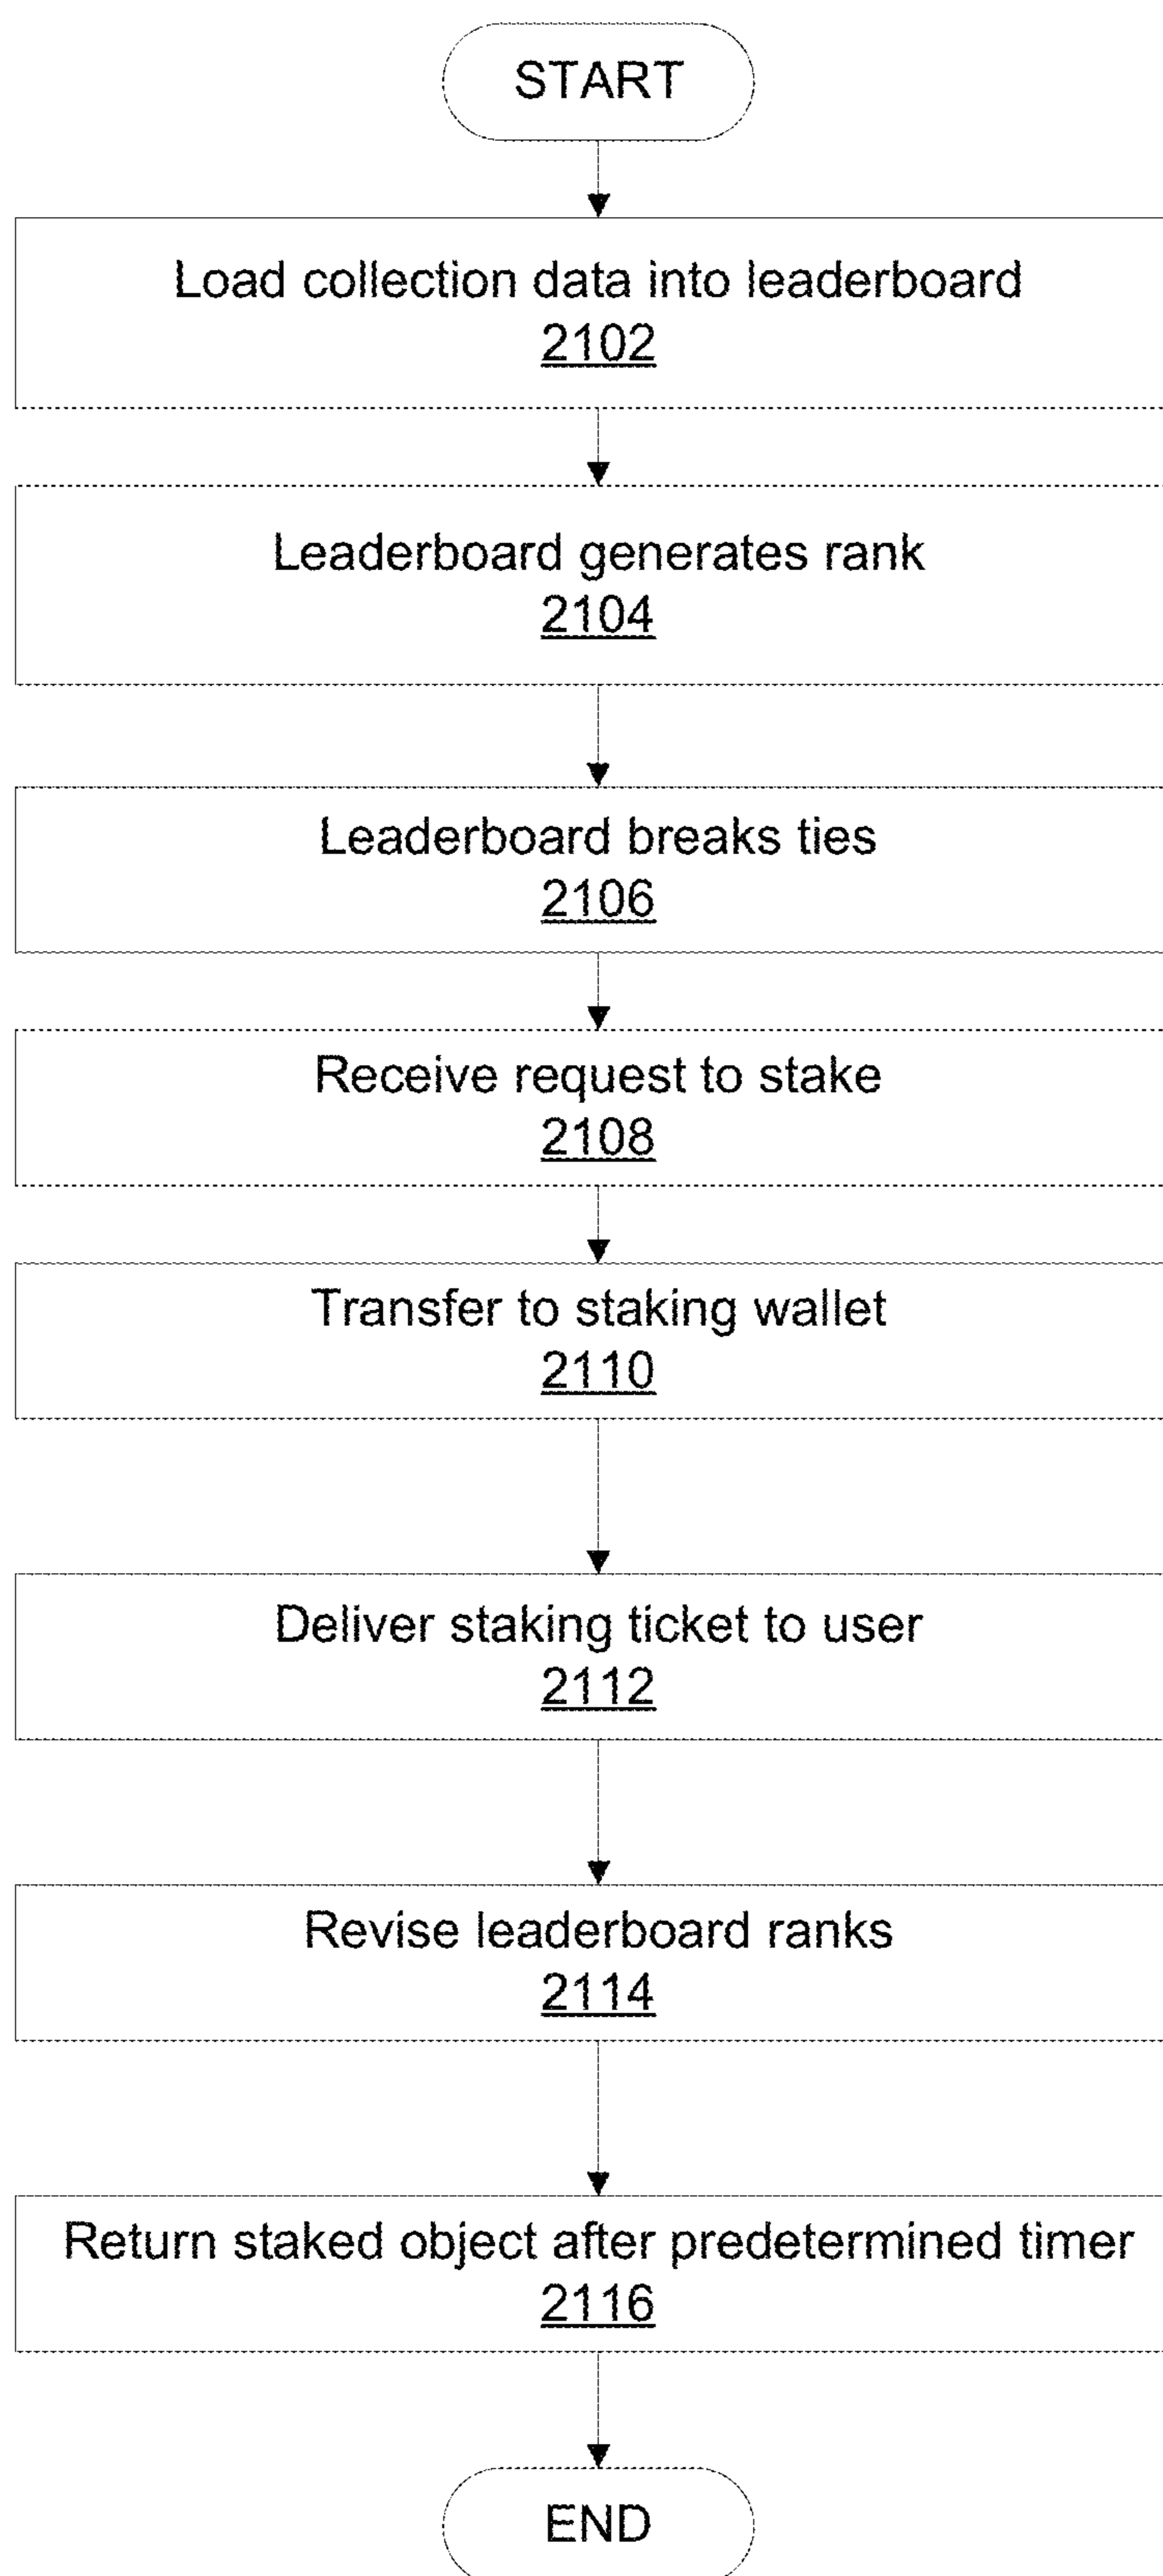 START
Load collection data into leaderboard
2102
Leaderboard generates rank
2104
Leaderboard breaks ties
2106
Receive request to stake
2108
Transfer to staking wallet
2110
Deliver staking ticket to user
2112
Revise leaderboard ranks
2114
Return staked object after predetermined timer
2116
END